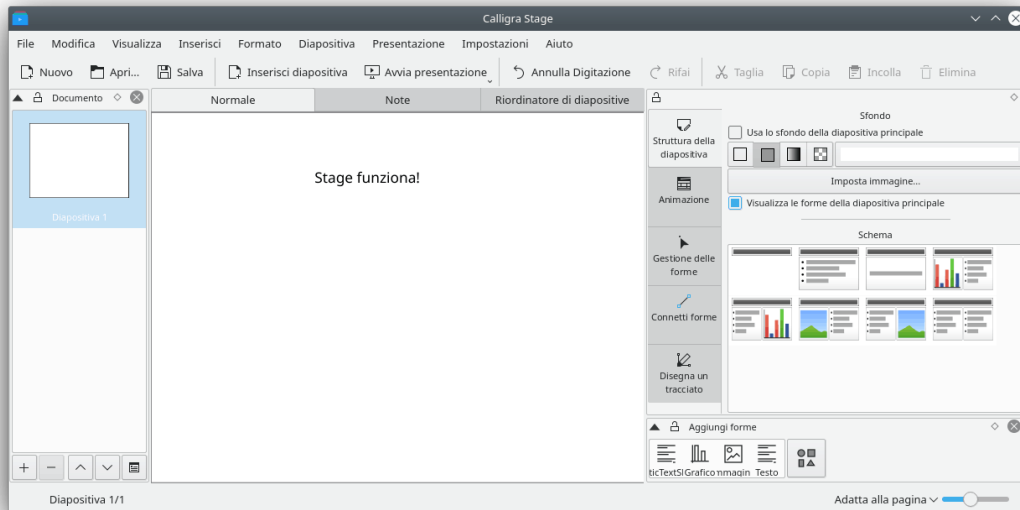 Calligra Stage
File Modifica Visualizza Inserisci Formato Diapositiva Presentazione Impostazioni Aiuto
Nuovo Apri... Salva Inserisci diapositiva Avvia presentazione Annulla Digitazione Rifai Taglia Copia Incolla Elimina
Documento
Diapositiva 1
Normale Note Riordinatore di diapositive
Stage funziona!
Struttura della
diapositiva
Animazione
Gestione delle
forme
Connetti forme
Disegna un
tracciato
Sfondo
Usa lo sfondo della diapositiva principale
Imposta immagine...
Visualizza le forme della diapositiva principale
Schema
Aggiungi forme
ticTextSl Grafico mmagin Testo
Diapositiva 1/1
Adatta alla pagina